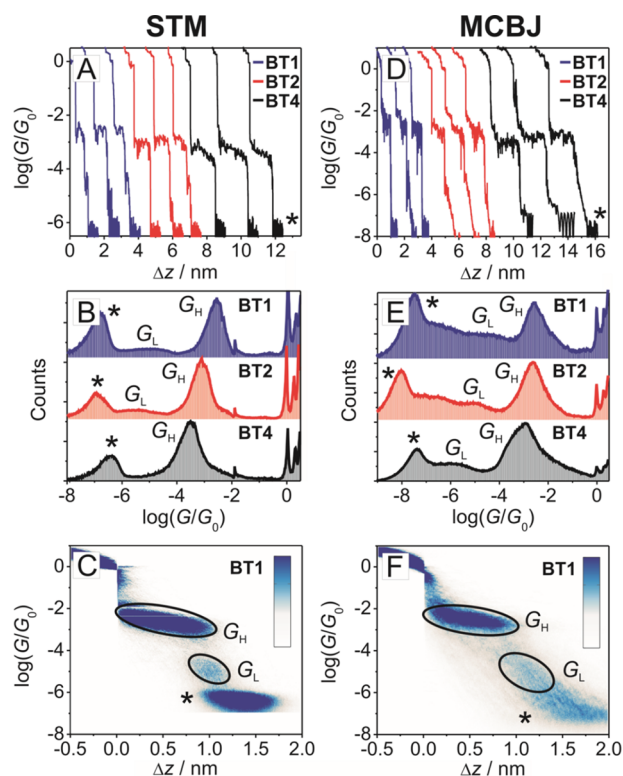 STM
MCBJ
A
BT1
BT2
BT4
log(G/G0)
0
-2
-4
-6
*
0 2 4 6 8 10 12
Δz / nm
D
BT1
BT2
BT4
log(G/G0)
0
-2
-4
-6
-8
*
0 2 4 6 8 10 12 14 16
Δz / nm
B
*
GL
GH
BT1
*
GL
GH
BT2
*
GH
BT4
Counts
-8 -6 -4 -2 0
log(G/G0)
E
*
GL
GH
BT1
*
GL
GH
BT2
*
GL
GH
BT4
Counts
-8 -6 -4 -2 0
log(G/G0)
C
BT1
GH
GL
*
log(G/G0)
0
-2
-4
-6
-8
-0.5 0.0 0.5 1.0 1.5 2.0
Δz / nm
F
BT1
GH
GL
*
log(G/G0)
0
-2
-4
-6
-8
-0.5 0.0 0.5 1.0 1.5 2.0
Δz / nm